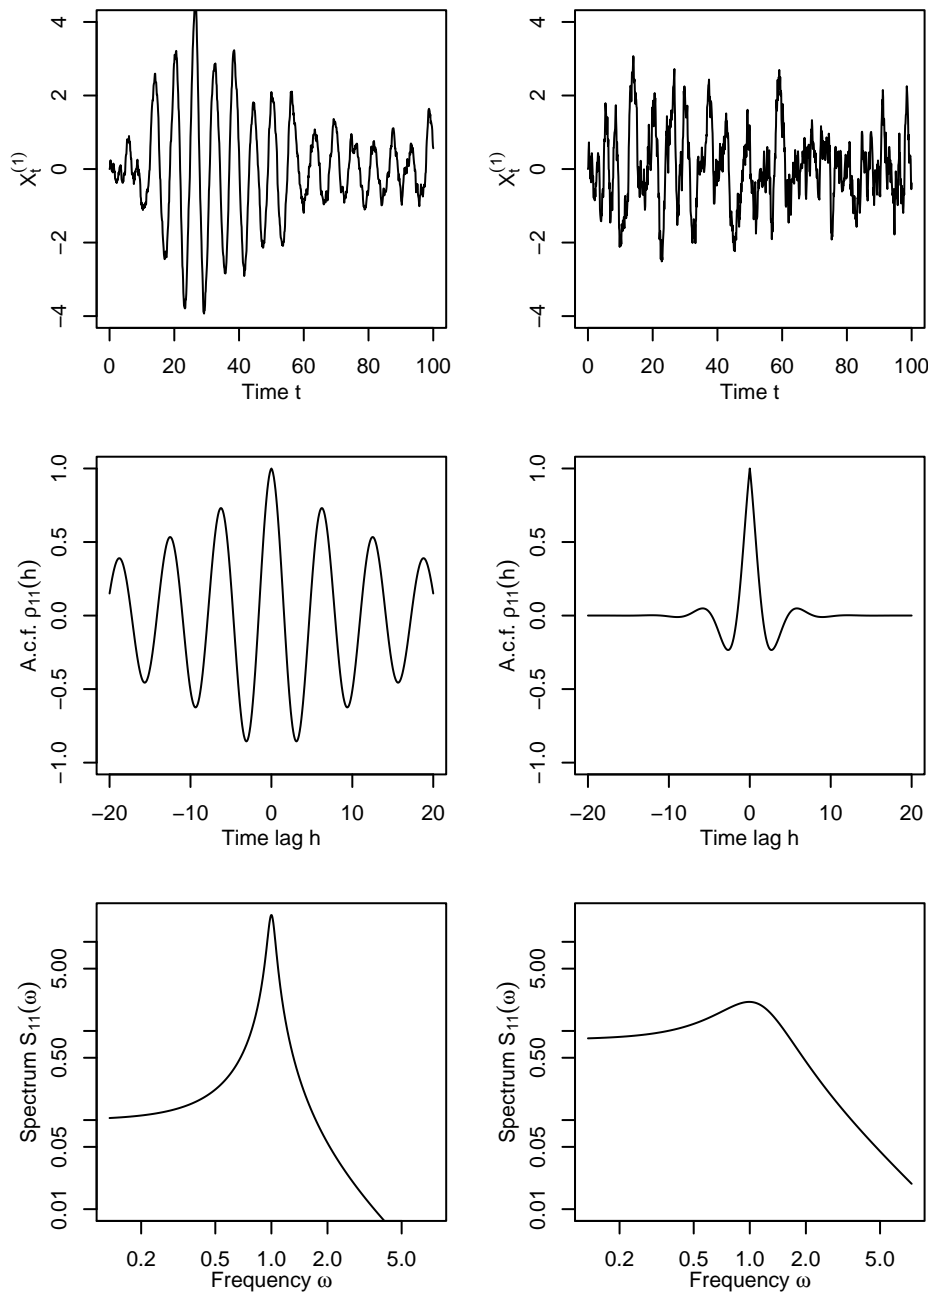 4
2
0
−2
−4
X_t^(1)
0 20 40 60 80 100
Time t
4
2
0
−2
−4
X_t^(1)
0 20 40 60 80 100
Time t
1.0
0.5
0.0
−0.5
−1.0
A.c.f. ρ₁₁(h)
−20 −10 0 10 20
Time lag h
1.0
0.5
0.0
−0.5
−1.0
A.c.f. ρ₁₁(h)
−20 −10 0 10 20
Time lag h
5.00
0.50
0.05
0.01
Spectrum S₁₁(ω)
0.2 0.5 1.0 2.0 5.0
Frequency ω
5.00
0.50
0.05
0.01
Spectrum S₁₁(ω)
0.2 0.5 1.0 2.0 5.0
Frequency ω